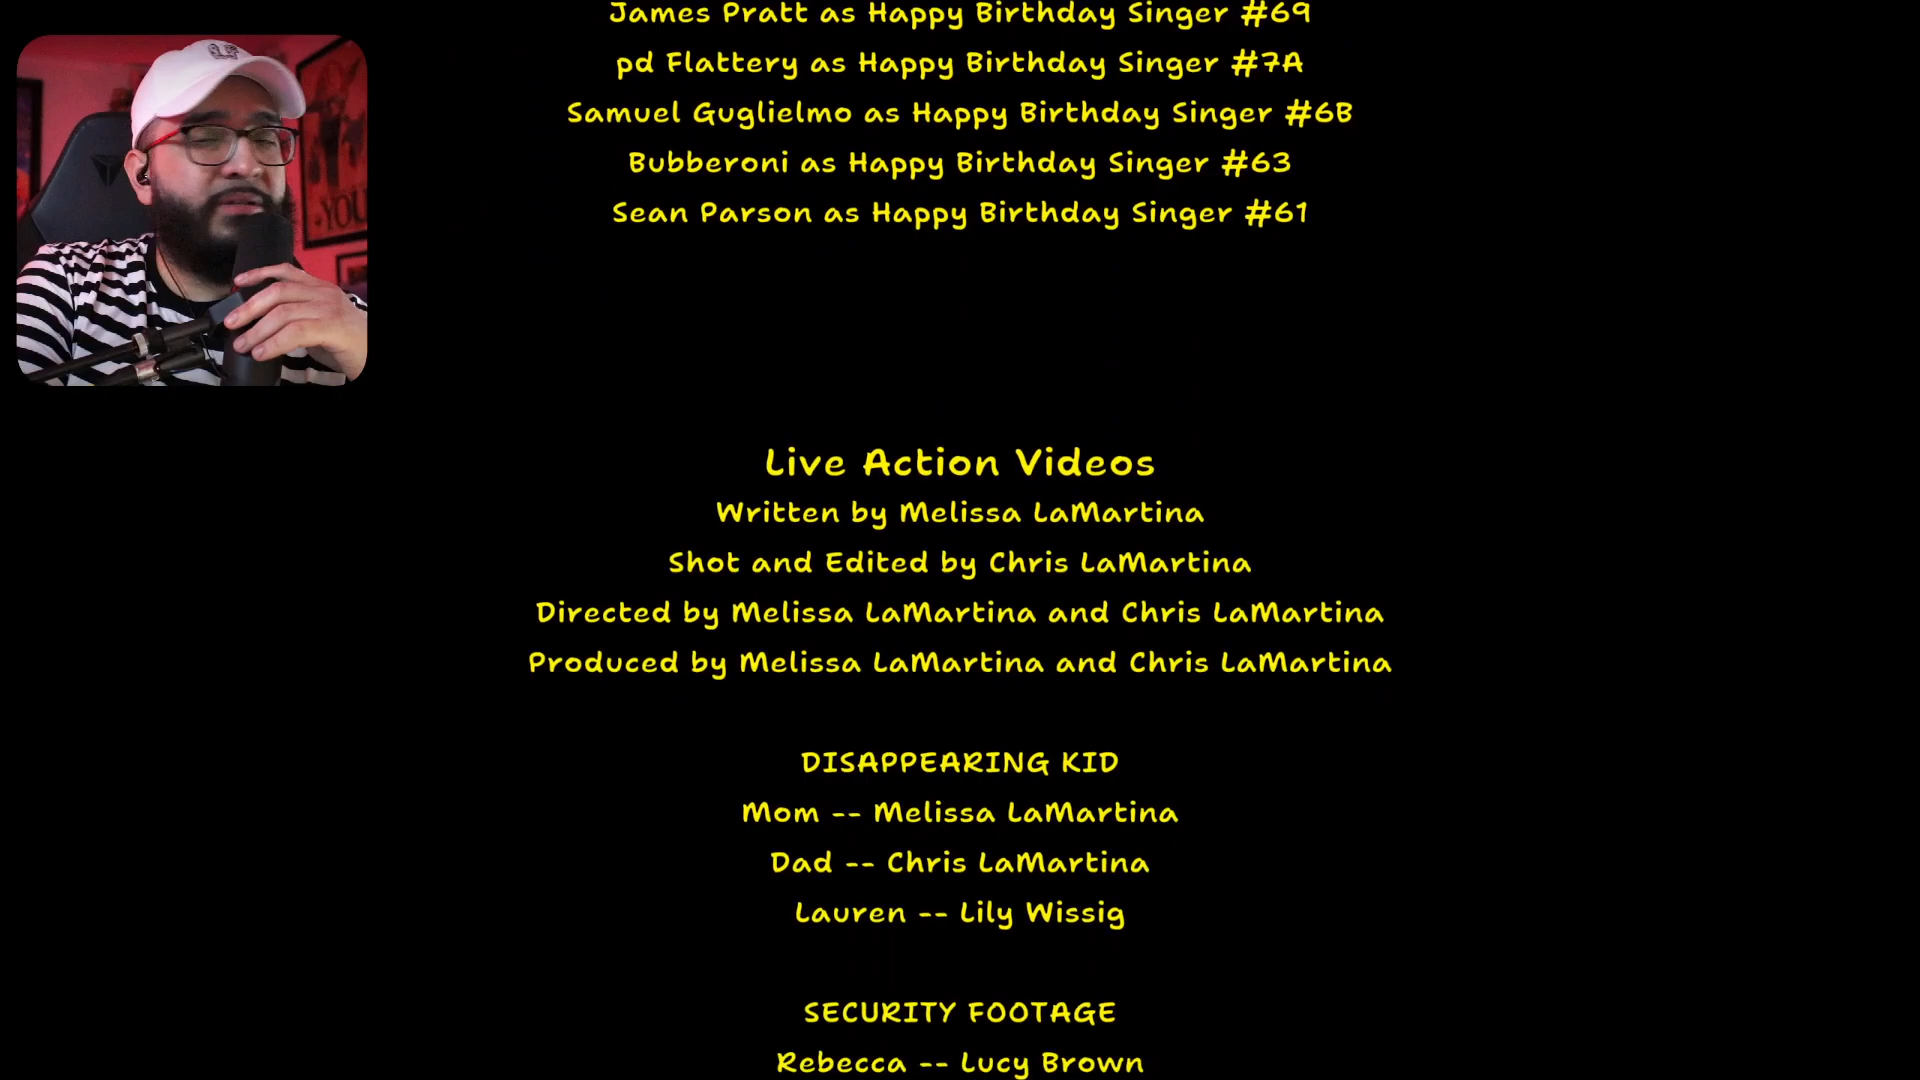 James Pratt as Happy Birthday Singer #69
pd Flattery as Happy Birthday Singer #7A
Samuel Guglielmo as Happy Birthday Singer #6B
Bubberoni as Happy Birthday Singer #63
Sean Parson as Happy Birthday Singer #61
YOU
Live Action Videos
Written by Melissa LaMartina
Shot and Edited by Chris LaMartina
Directed by Melissa LaMartina and Chris LaMartina
Produced by Melissa LaMartina and Chris LaMartina
DISAPPEARING KID
Mom -- Melissa LaMartina
Dad -- Chris LaMartina
Lauren -- Lily Wissig
SECURITY FOOTAGE
Rebecca -- Lucy Brown